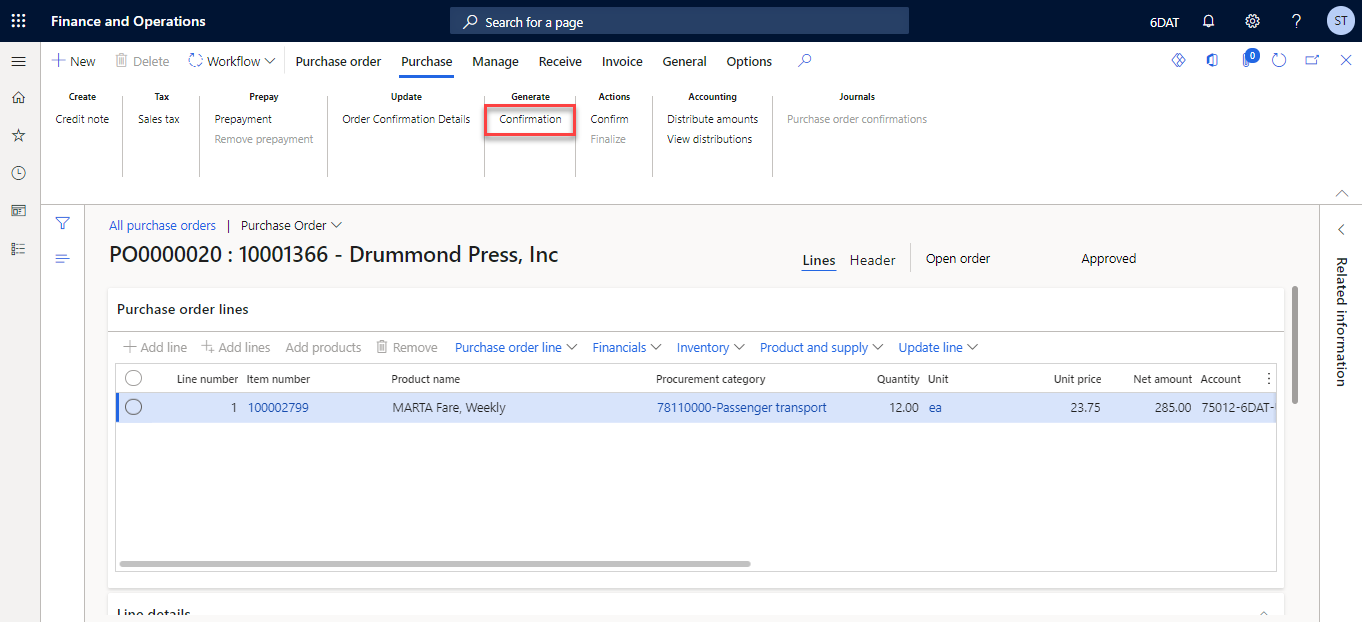 Finance and Operations
Search for a page
6DAT
?
ST
New
Delete
Workflow
Purchase order
Purchase
Manage
Receive
Invoice
General
Options
0
Create
Credit note
Tax
Sales tax
Prepay
Prepayment
Remove prepayment
Update
Order Confirmation Details
Generate
Confirmation
Actions
Confirm
Finalize
Accounting
Distribute amounts
View distributions
Journals
Purchase order confirmations
All purchase orders | Purchase Order
PO0000020 : 10001366 - Drummond Press, Inc
Lines
Header
Open order
Approved
Related information
Purchase order lines
Add line
Add lines
Add products
Remove
Purchase order line
Financials
Inventory
Product and supply
Update line
Line number Item number Product name Procurement category Quantity Unit Unit price Net amount Account
1 100002799 MARTA Fare, Weekly 78110000-Passenger transport 12.00 ea 23.75 285.00 75012-6DAT-
Line details